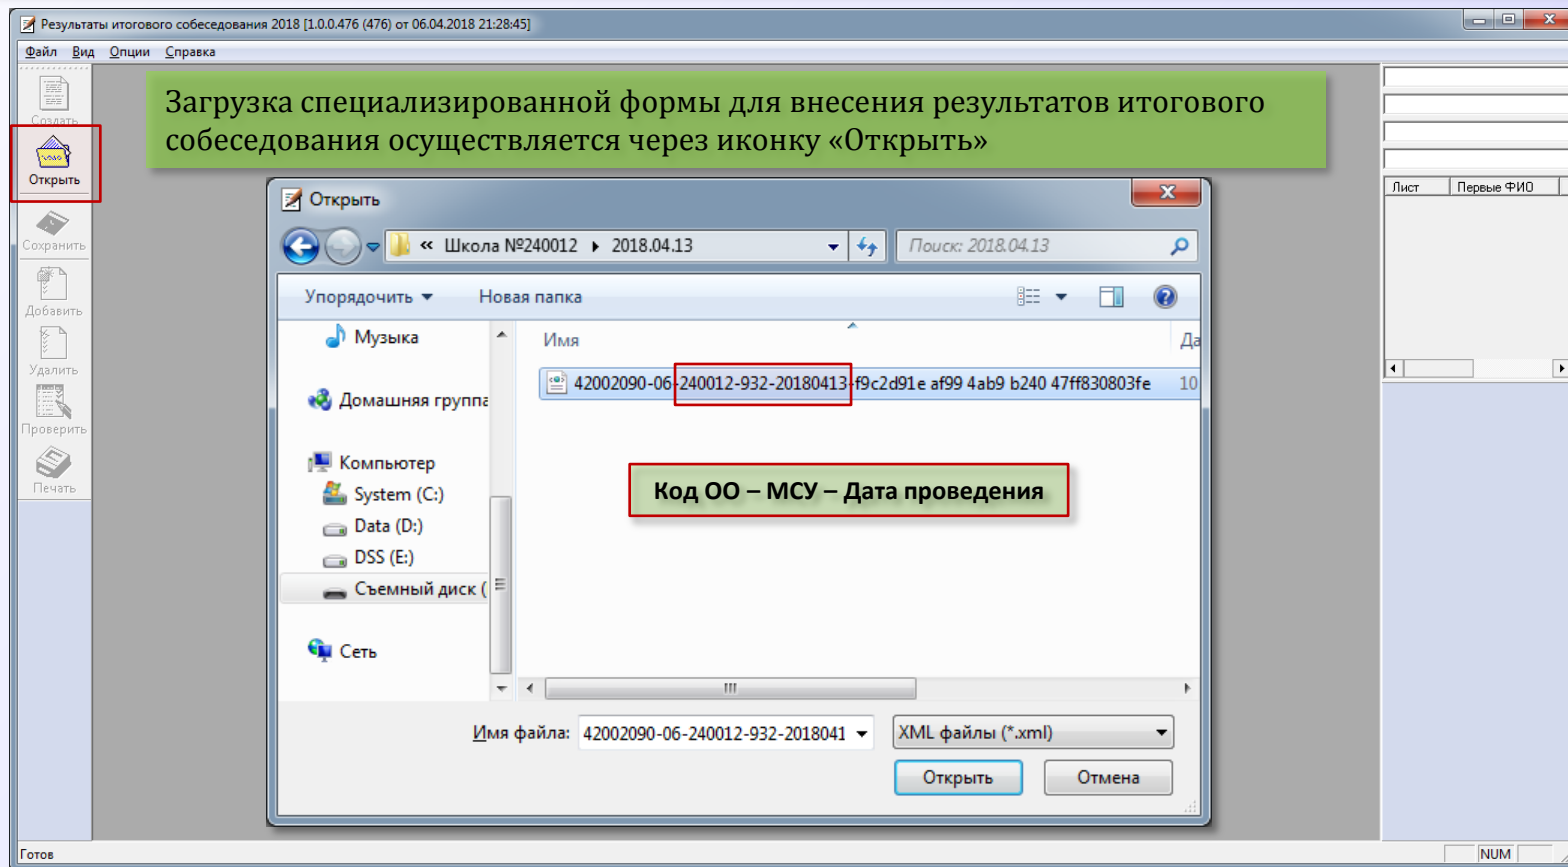 Результаты итогового собеседования 2018 [1.0.0.476 (476) от 06.04.2018 21:28:45]
Файл Вид Опции Справка
Создать
Открыть
Сохранить
Добавить
Удалить
Проверить
Печать
Загрузка специализированной формы для внесения результатов итогового
собеседования осуществляется через иконку «Открыть»
Лист Первые ФИО
Открыть
« Школа №240012 2018.04.13
Поиск: 2018.04.13
Упорядочить Новая папка
Музыка
Домашняя группа
Компьютер
System (C:)
Data (D:)
DSS (E:)
Съемный диск (
Сеть
Имя Да
42002090-06-240012-932-20180413-f9c2d91e af99 4ab9 b240 47ff830803fe 10
Код ОО – МСУ – Дата проведения
Имя файла: 42002090-06-240012-932-2018041
XML файлы (*.xml)
Открыть Отмена
Готов
NUM